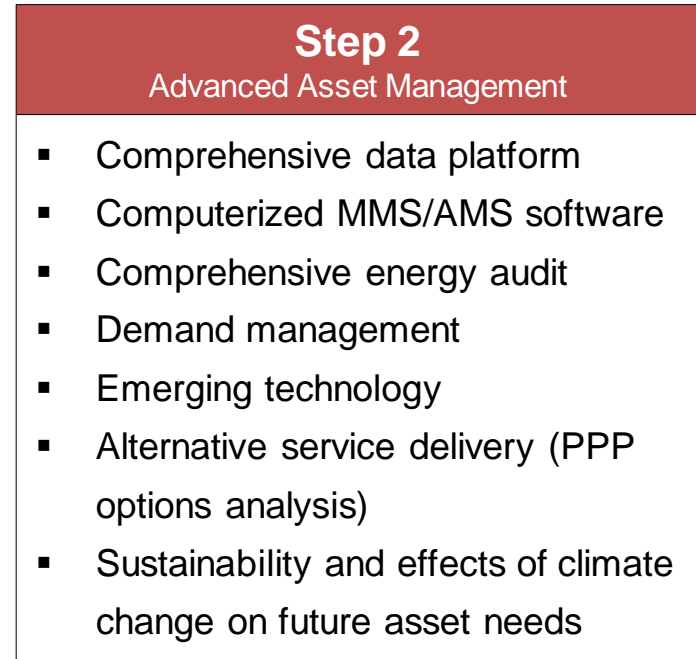 Step 2
Advanced Asset Management
▪ Comprehensive data platform
▪ Computerized MMS/AMS software
▪ Comprehensive energy audit
▪ Demand management
▪ Emerging technology
▪ Alternative service delivery (PPP
options analysis)
▪ Sustainability and effects of climate
change on future asset needs